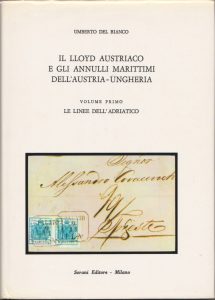 UMBERTO DEL BIANCO
IL LLOYD AUSTRIACO
E GLI ANNULLI MARITTIMI
DELL'AUSTRIA-UNGHERIA
VOLUME PRIMO
LE LINEE DELL'ADRIATICO
Signor
Alessandro
Trieste
Sorani Editore - Milano